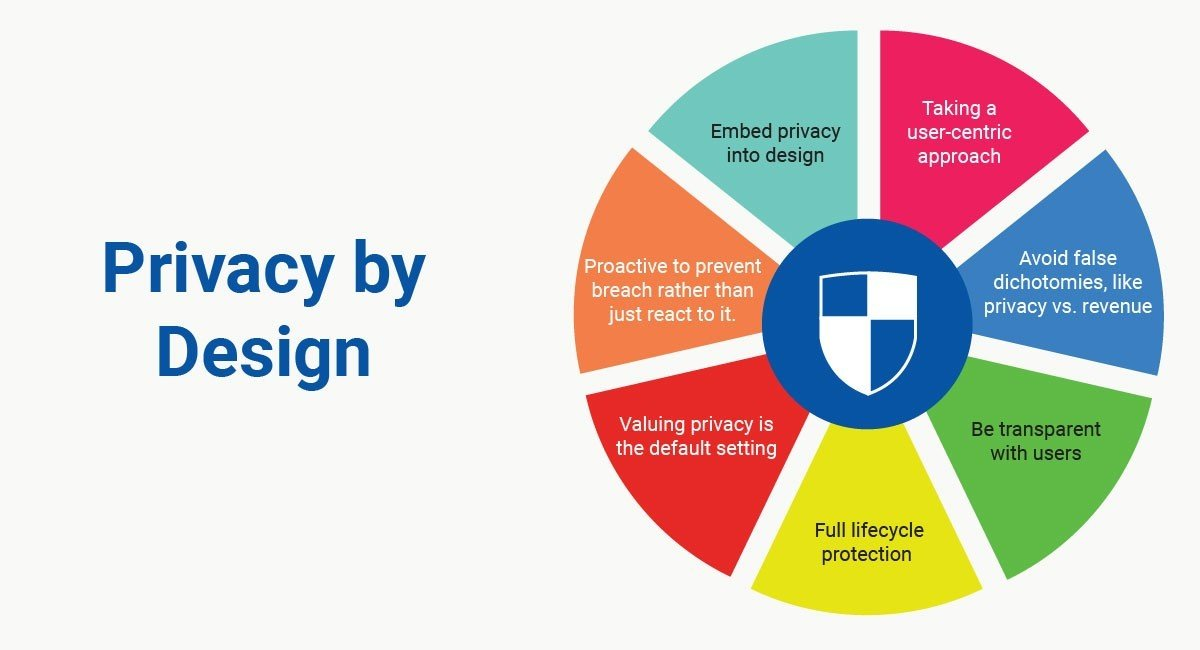 Privacy by
Design
Embed privacy
into design
Taking a
user-centric
approach
Avoid false
dichotomies, like
privacy vs. revenue
Be transparent
with users
Full lifecycle
protection
Valuing privacy is
the default setting
Proactive to prevent
breach rather than
just react to it.